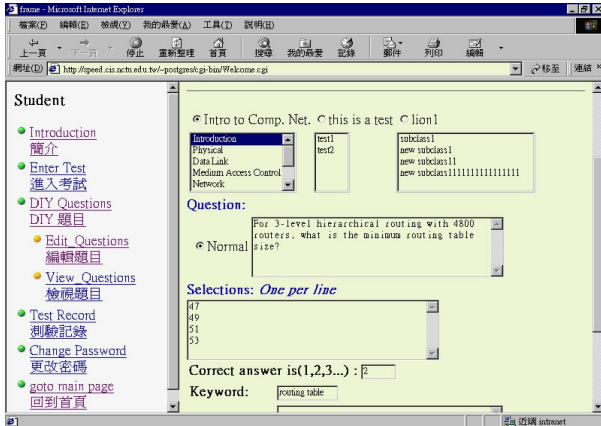 frame - Microsoft Internet Explorer
檔案(F) 編輯(E) 檢視(V) 我的最愛(A) 工具(T) 說明(H)
上一頁 下一頁 停止 重新整理 首頁 搜尋 我的最愛 記錄 郵件 列印 編輯
網址(D) http://speed.cis.nctu.edu.tw/~postgres/cgi-bin/Welcome.cgi 移至 連結 »
Student
Introduction
簡介
Enter Test
進入考試
DIY Questions
DIY 題目
Edit_Questions
編輯題目
View_Questions
檢視題目
Test Record
測驗記錄
Change Password
更改密碼
goto main page
回到首頁
Intro to Comp. Net. this is a test lion1
Introduction
Physical
Data Link
Medium Access Control
Network
test1
test2
subclass1
new subclass1
new subclass11
new subclass1111111111111111
Question:
Normal
For 3-level hierarchical routing with 4800
routers, what is the minimum routing table
size?
Selections: One per line
47
49
51
53
Correct answer is(1,2,3...) : 2
Keyword: routing table
近端 intranet